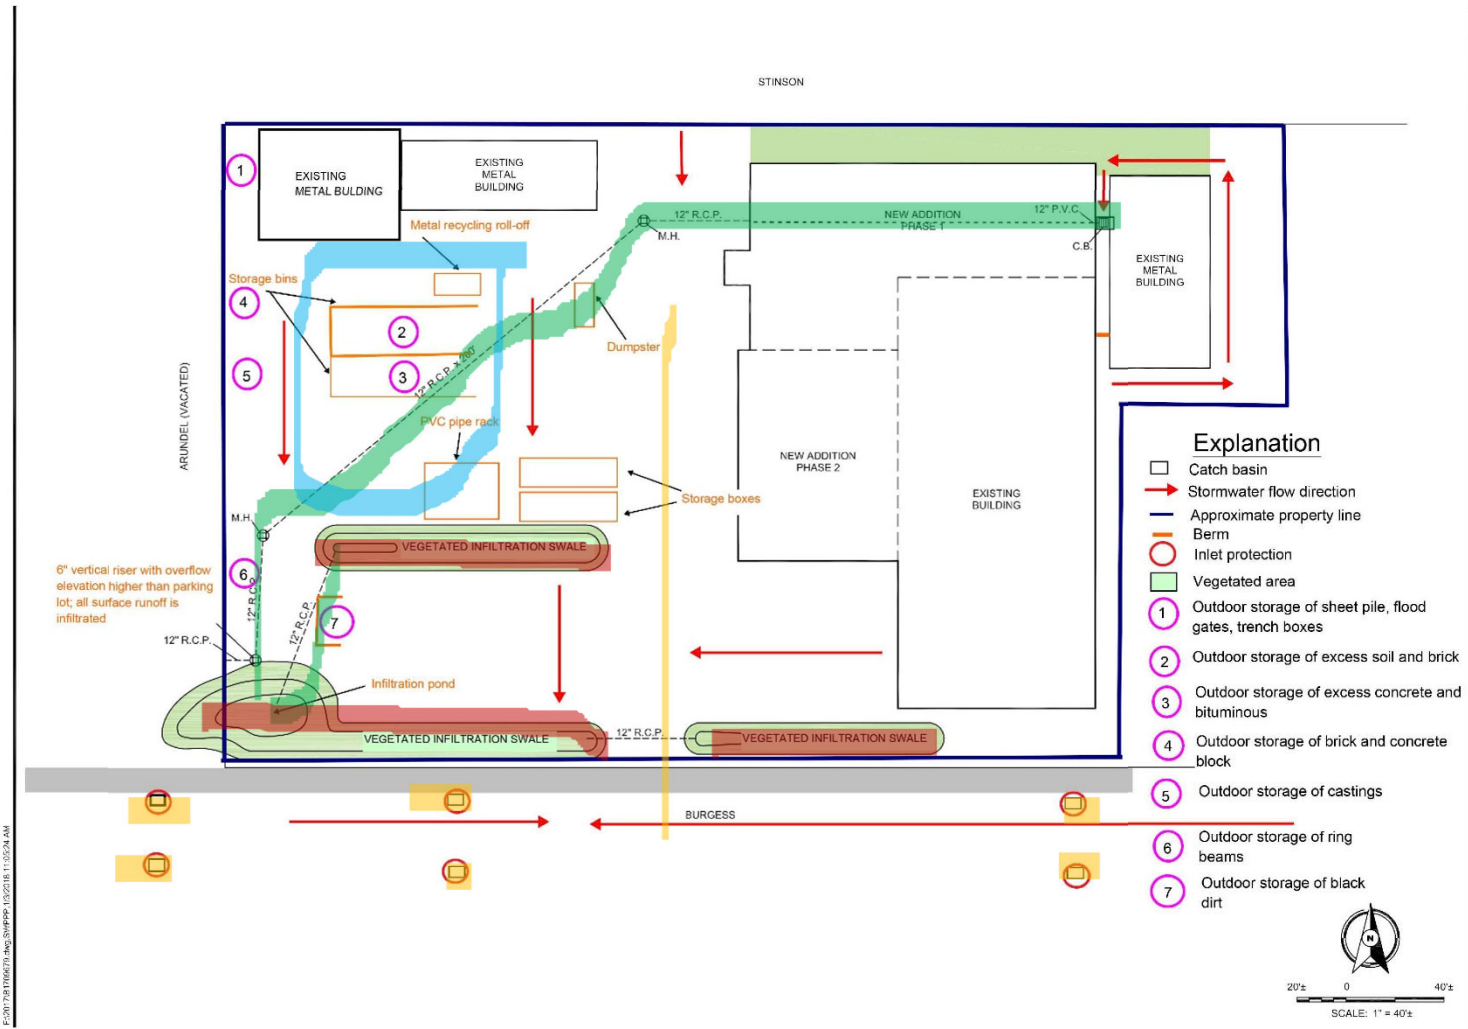 STINSON
1
EXISTING
METAL BULDING
EXISTING
METAL
BUILDING
Metal recycling roll-off
12" R.C.P.
M.H.
NEW ADDITION
PHASE 1
12" P.V.C.
C.B.
EXISTING
METAL
BUILDING
Storage bins
4
2
5
3
12" R.C.P. x 260'
Dumpster
PVC pipe rack
ARUNDEL (VACATED)
NEW ADDITION
PHASE 2
EXISTING
BUILDING
Storage boxes
M.H.
VEGETATED INFILTRATION SWALE
6" vertical riser with overflow
elevation higher than parking
lot; all surface runoff is
infiltrated
6
12" R.C.P.
12" R.C.P.
7
12" R.C.P.
Infiltration pond
VEGETATED INFILTRATION SWALE
12" R.C.P.
VEGETATED INFILTRATION SWALE
BURGESS
Explanation
Catch basin
Stormwater flow direction
Approximate property line
Berm
Inlet protection
Vegetated area
1 Outdoor storage of sheet pile, flood
gates, trench boxes
2 Outdoor storage of excess soil and brick
3 Outdoor storage of excess concrete and
bituminous
4 Outdoor storage of brick and concrete
block
5 Outdoor storage of castings
6 Outdoor storage of ring
beams
7 Outdoor storage of black
dirt
N
20'± 0 40'±
SCALE: 1" = 40'±